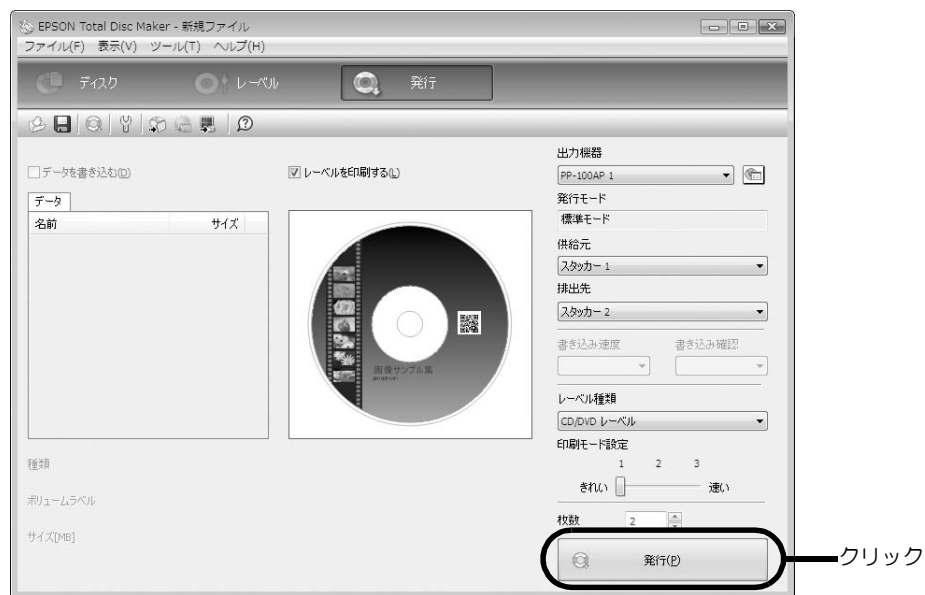 EPSON Total Disc Maker - 新規ファイル
ファイル(F) 表示(V) ツール(T) ヘルプ(H)
ディスク レーベル 発行
データを書き込む(D)
レーベルを印刷する(L)
データ
名前 サイズ
画像サンプル集
種類
ボリュームラベル
サイズ[MB]
出力機器
PP-100AP 1
発行モード
標準モード
供給元
スタッカー 1
排出先
スタッカー 2
書き込み速度 書き込み確認
レーベル種類
CD/DVD レーベル
印刷モード設定
1 2 3
きれい 速い
枚数 2
発行(P)
クリック